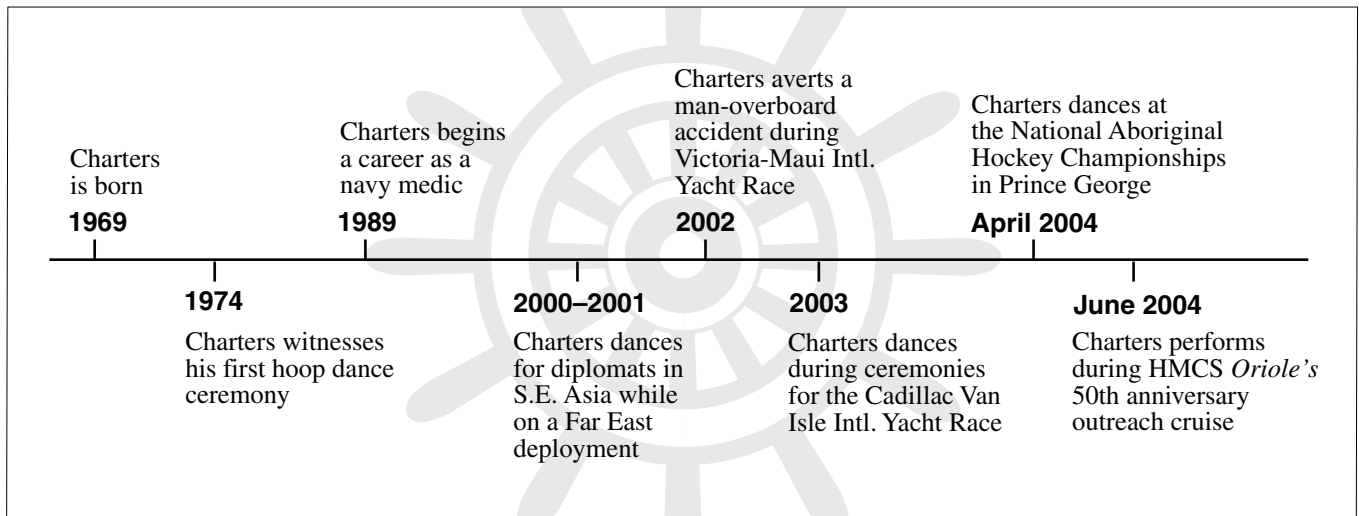 Charters
is born
1969
1974
Charters witnesses
his first hoop dance
ceremony
Charters begins
a career as a
navy medic
1989
2000–2001
Charters dances
for diplomats in
S.E. Asia while
on a Far East
deployment
Charters averts a
man-overboard
accident during
Victoria-Maui Intl.
Yacht Race
2002
2003
Charters dances
during ceremonies
for the Cadillac Van
Isle Intl. Yacht Race
Charters dances at
the National Aboriginal
Hockey Championships
in Prince George
April 2004
June 2004
Charters performs
during HMCS Oriole's
50th anniversary
outreach cruise